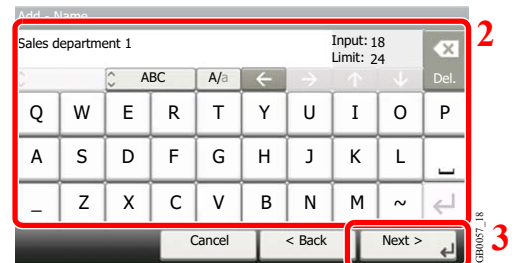 Add - Name
Sales department 1
Input: 18
Limit: 24
2
ABC A/a ← → ↑ ↓ Del.
Q W E R T Y U I O P
A S D F G H J K L
_ Z X C V B N M ~
Cancel < Back Next >
3
GB0057_18